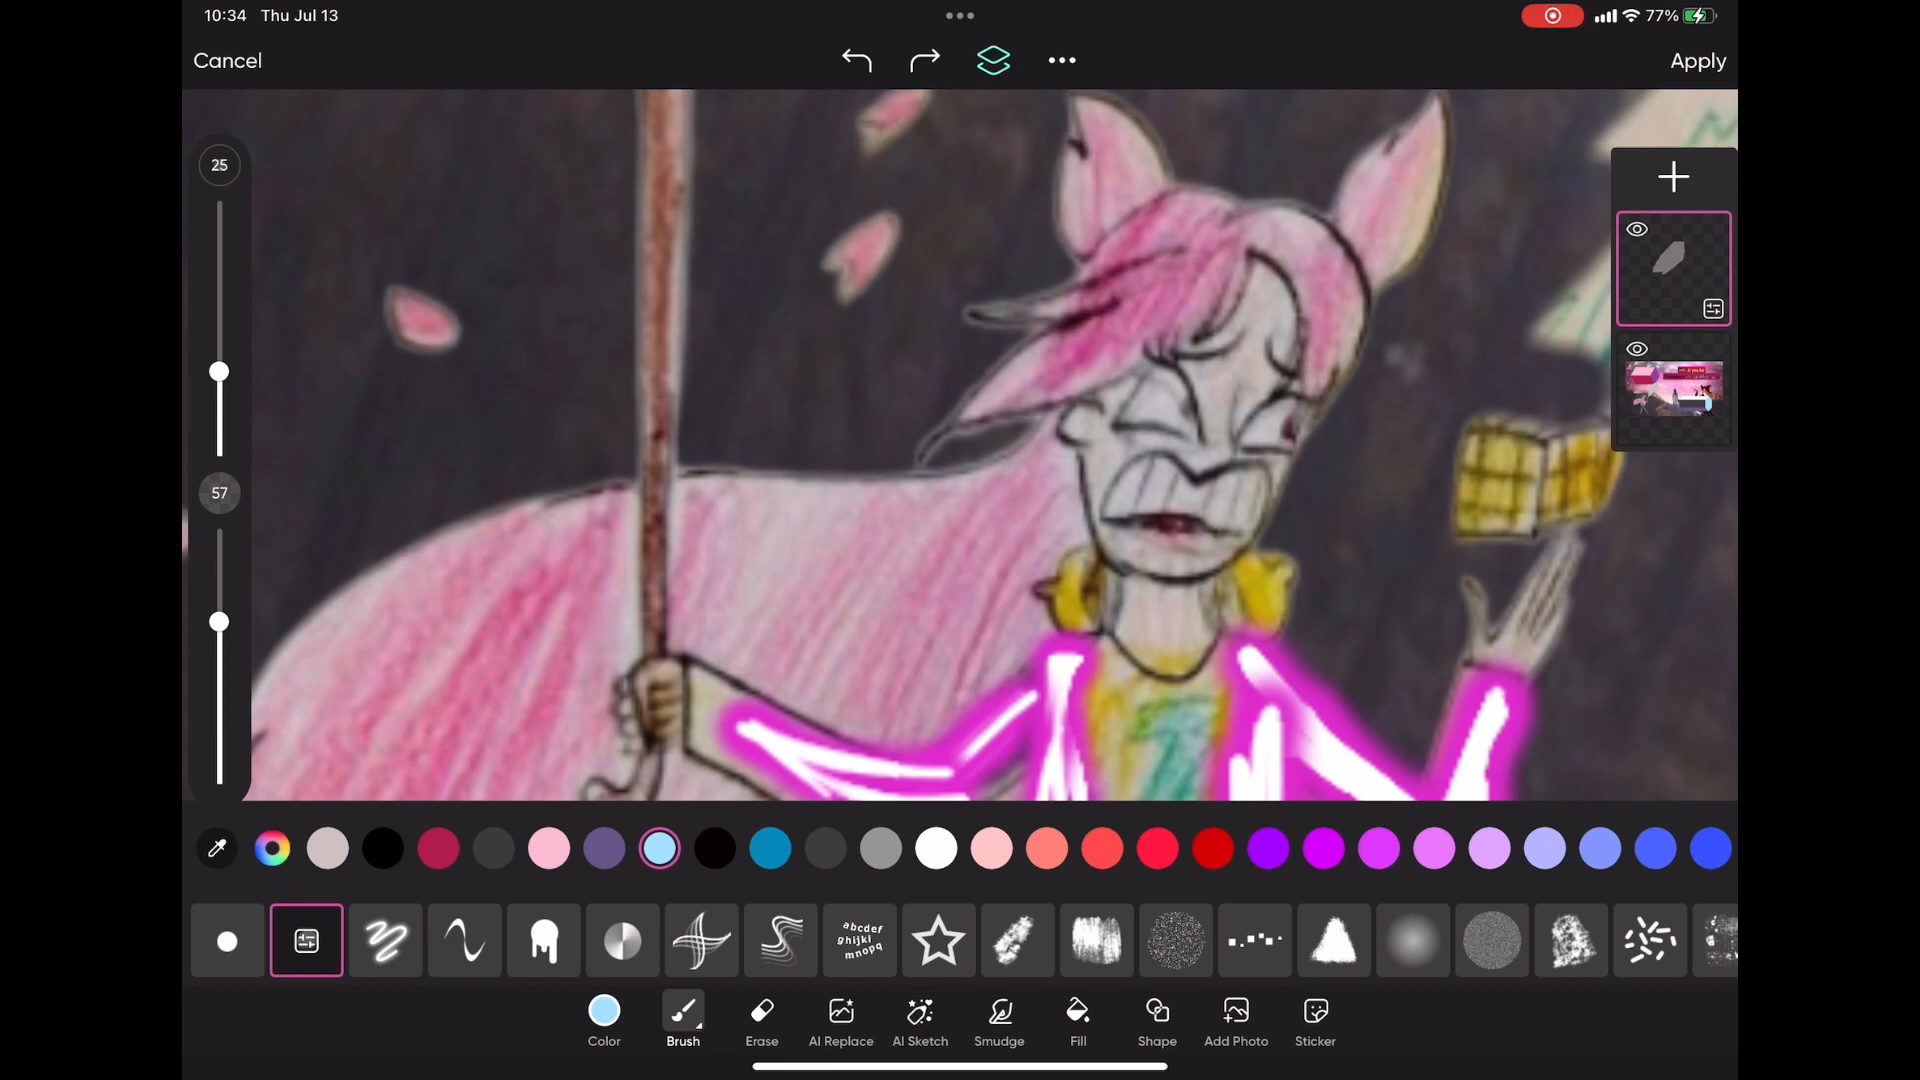 10:34 Thu Jul 13
77%
Cancel
Apply
25
57
abcdef
ghijkl
mnopq
Color
Brush
Erase
AI Replace
AI Sketch
Smudge
Fill
Shape
Add Photo
Sticker